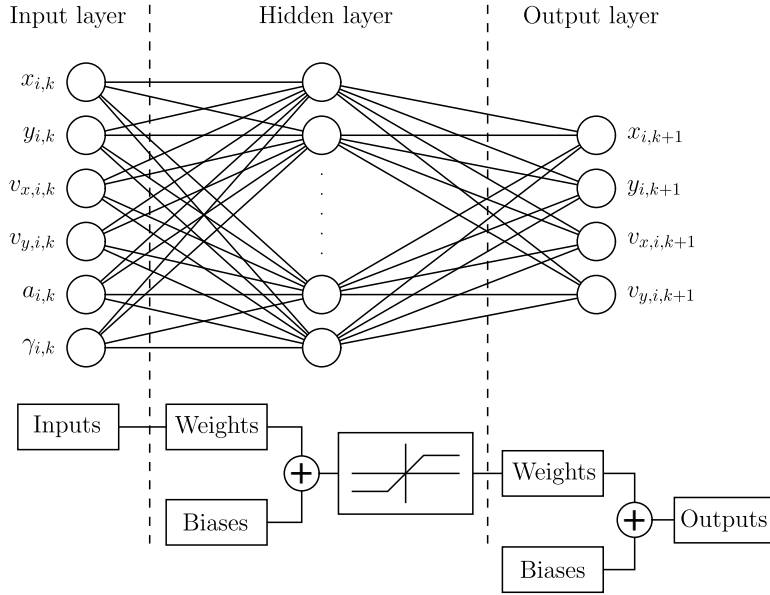 Input layer
Hidden layer
Output layer
x_{i,k}
y_{i,k}
v_{x,i,k}
v_{y,i,k}
a_{i,k}
γ_{i,k}
x_{i,k+1}
y_{i,k+1}
v_{x,i,k+1}
v_{y,i,k+1}
Inputs
Weights
+
Biases
Weights
+
Outputs
Biases